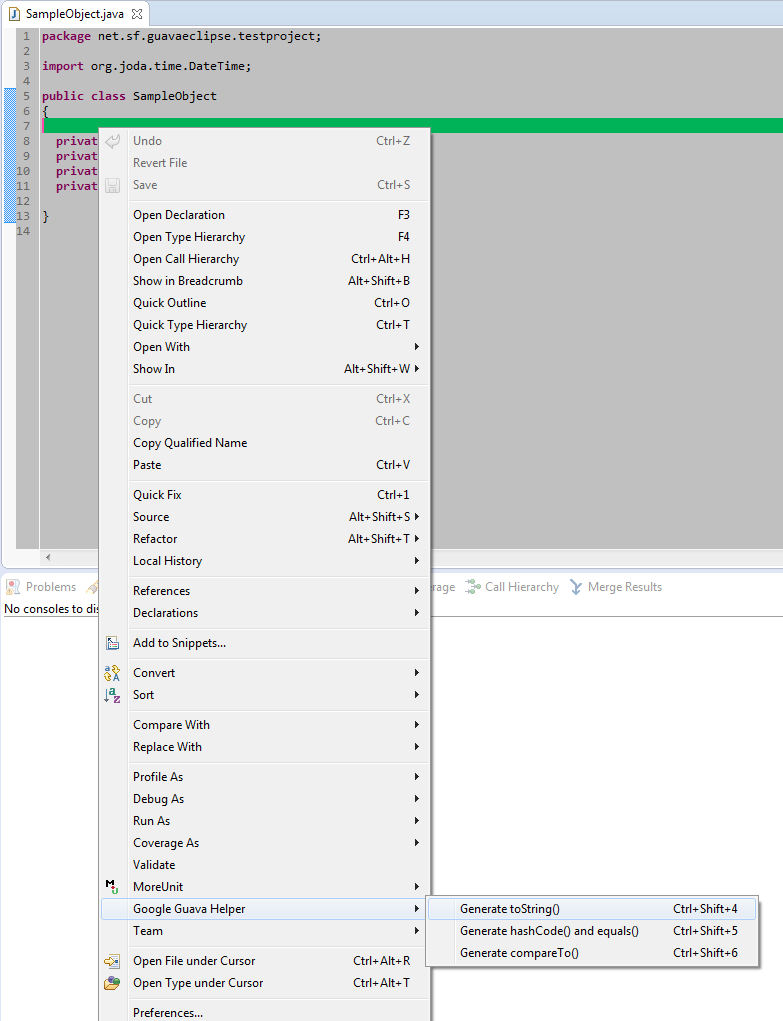 SampleObject.java
1 package net.sf.guavaeclipse.testproject;
2
3 import org.joda.time.DateTime;
4
5 public class SampleObject
6 {
7
8 privat
9 privat
10 privat
11 privat
12
13 }
14
Undo Ctrl+Z
Revert File
Save Ctrl+S
Open Declaration F3
Open Type Hierarchy F4
Open Call Hierarchy Ctrl+Alt+H
Show in Breadcrumb Alt+Shift+B
Quick Outline Ctrl+O
Quick Type Hierarchy Ctrl+T
Open With
Show In Alt+Shift+W
Cut Ctrl+X
Copy Ctrl+C
Copy Qualified Name
Paste Ctrl+V
Quick Fix Ctrl+1
Source Alt+Shift+S
Refactor Alt+Shift+T
Local History
References
Declarations
Add to Snippets...
Convert
Sort
Compare With
Replace With
Profile As
Debug As
Run As
Coverage As
Validate
MoreUnit
Google Guava Helper
Team
Open File under Cursor Ctrl+Alt+R
Open Type under Cursor Ctrl+Alt+T
Preferences...
Generate toString() Ctrl+Shift+4
Generate hashCode() and equals() Ctrl+Shift+5
Generate compareTo() Ctrl+Shift+6
Problems rage Call Hierarchy Merge Results
No consoles to dis